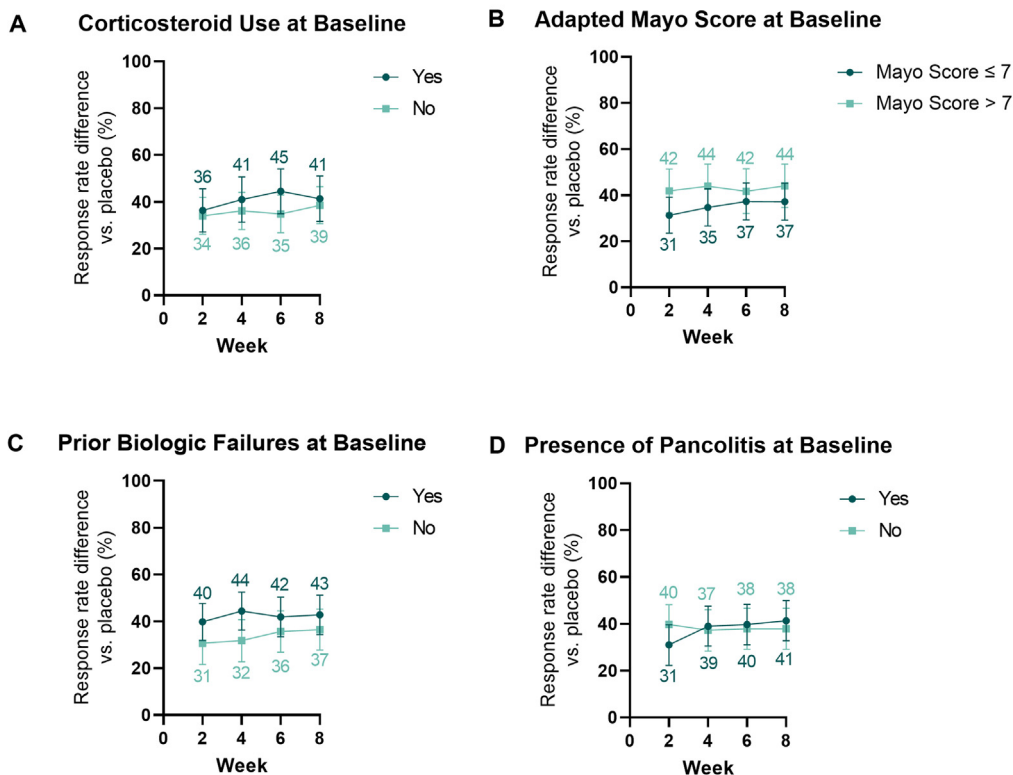 A Corticosteroid Use at Baseline
Response rate difference
vs. placebo (%)
100
80
60
40
20
0
Yes
No
36 41 45 41
34 36 35 39
0 2 4 6 8
Week
B Adapted Mayo Score at Baseline
Response rate difference
vs. placebo (%)
100
80
60
40
20
0
Mayo Score ≤ 7
Mayo Score > 7
42 44 42 44
31 35 37 37
0 2 4 6 8
Week
C Prior Biologic Failures at Baseline
Response rate difference
vs. placebo (%)
100
80
60
40
20
0
Yes
No
40 44 42 43
31 32 36 37
0 2 4 6 8
Week
D Presence of Pancolitis at Baseline
Response rate difference
vs. placebo (%)
100
80
60
40
20
0
Yes
No
40 37 38 38
31 39 40 41
0 2 4 6 8
Week